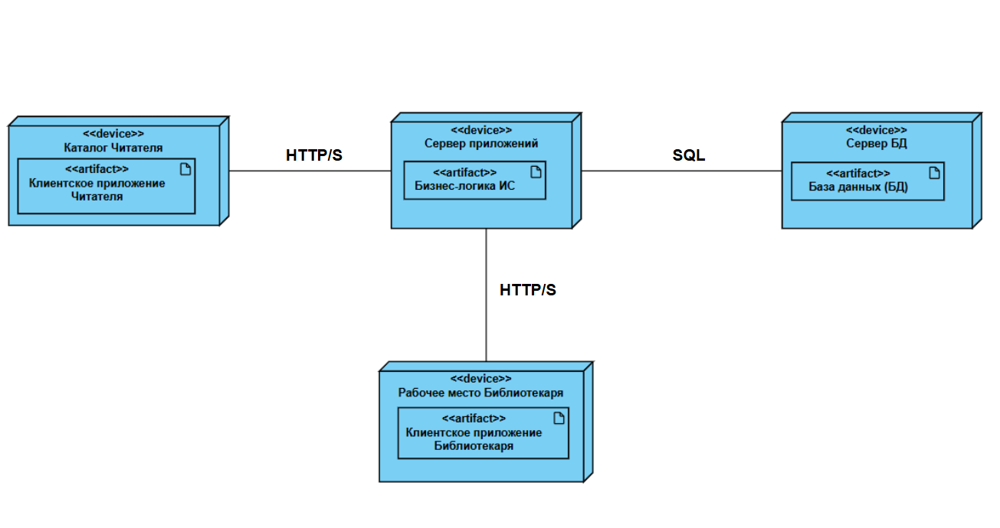 <<device>>
Каталог Читателя
<<artifact>>
Клиентское приложение
Читателя
HTTP/S
<<device>>
Сервер приложений
<<artifact>>
Бизнес-логика ИС
SQL
<<device>>
Сервер БД
<<artifact>>
База данных (БД)
HTTP/S
<<device>>
Рабочее место Библиотекаря
<<artifact>>
Клиентское приложение
Библиотекаря